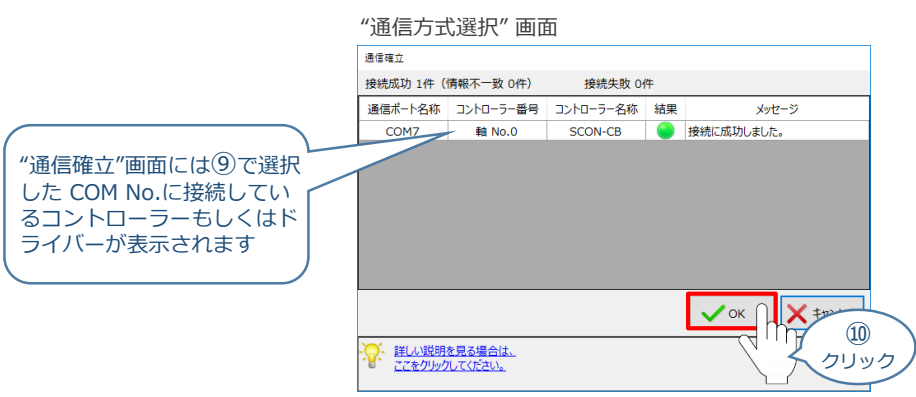 “通信方式選択” 画面
通信確立
接続成功 1件（情報不一致 0件） 接続失敗 0件
通信ポート名称 コントローラー番号 コントローラー名称 結果 メッセージ
COM7 軸 No.0 SCON-CB 接続に成功しました。
“通信確立”画面には⑨で選択
した COM No.に接続してい
るコントローラーもしくはド
ライバーが表示されます
OK
⑩
クリック
詳しい説明を見る場合は、
ここをクリックしてください。